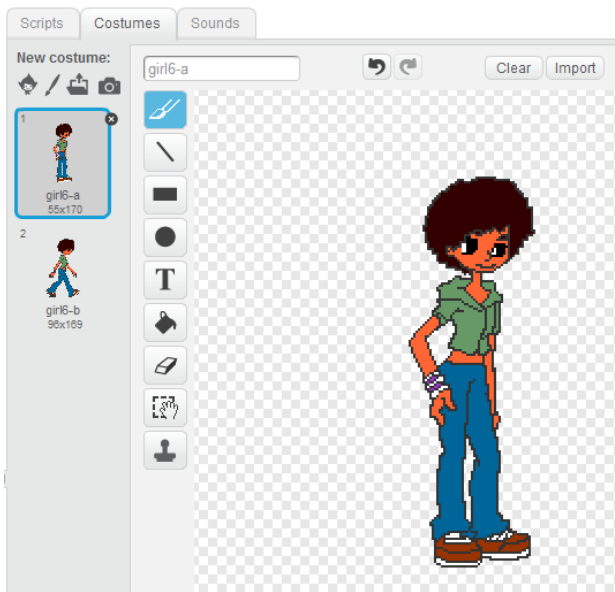 Scripts Costumes Sounds
New costume:
girl6-a
Clear Import
1
girl6-a
55x170
2
girl6-b
96x169
T